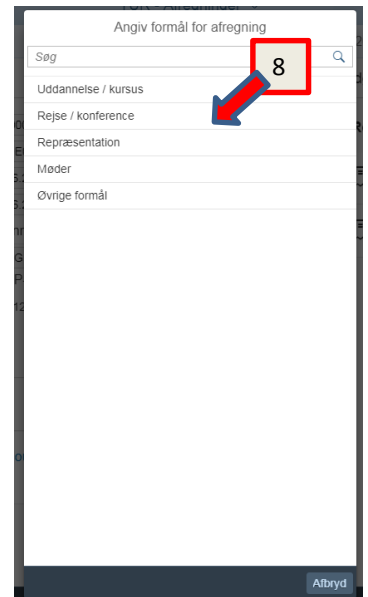 Angiv formål for afregning
Søg
8
Uddannelse / kursus
Rejse / konference
Repræsentation
Møder
Øvrige formål
Afbryd